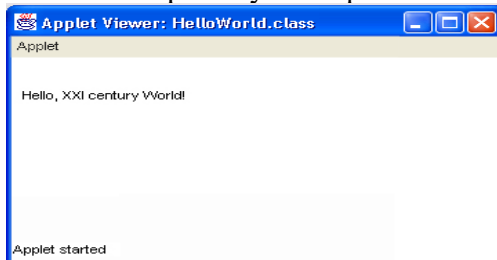 Applet Viewer: HelloWorld.class
Applet
Hello, XXI century World!
Applet started